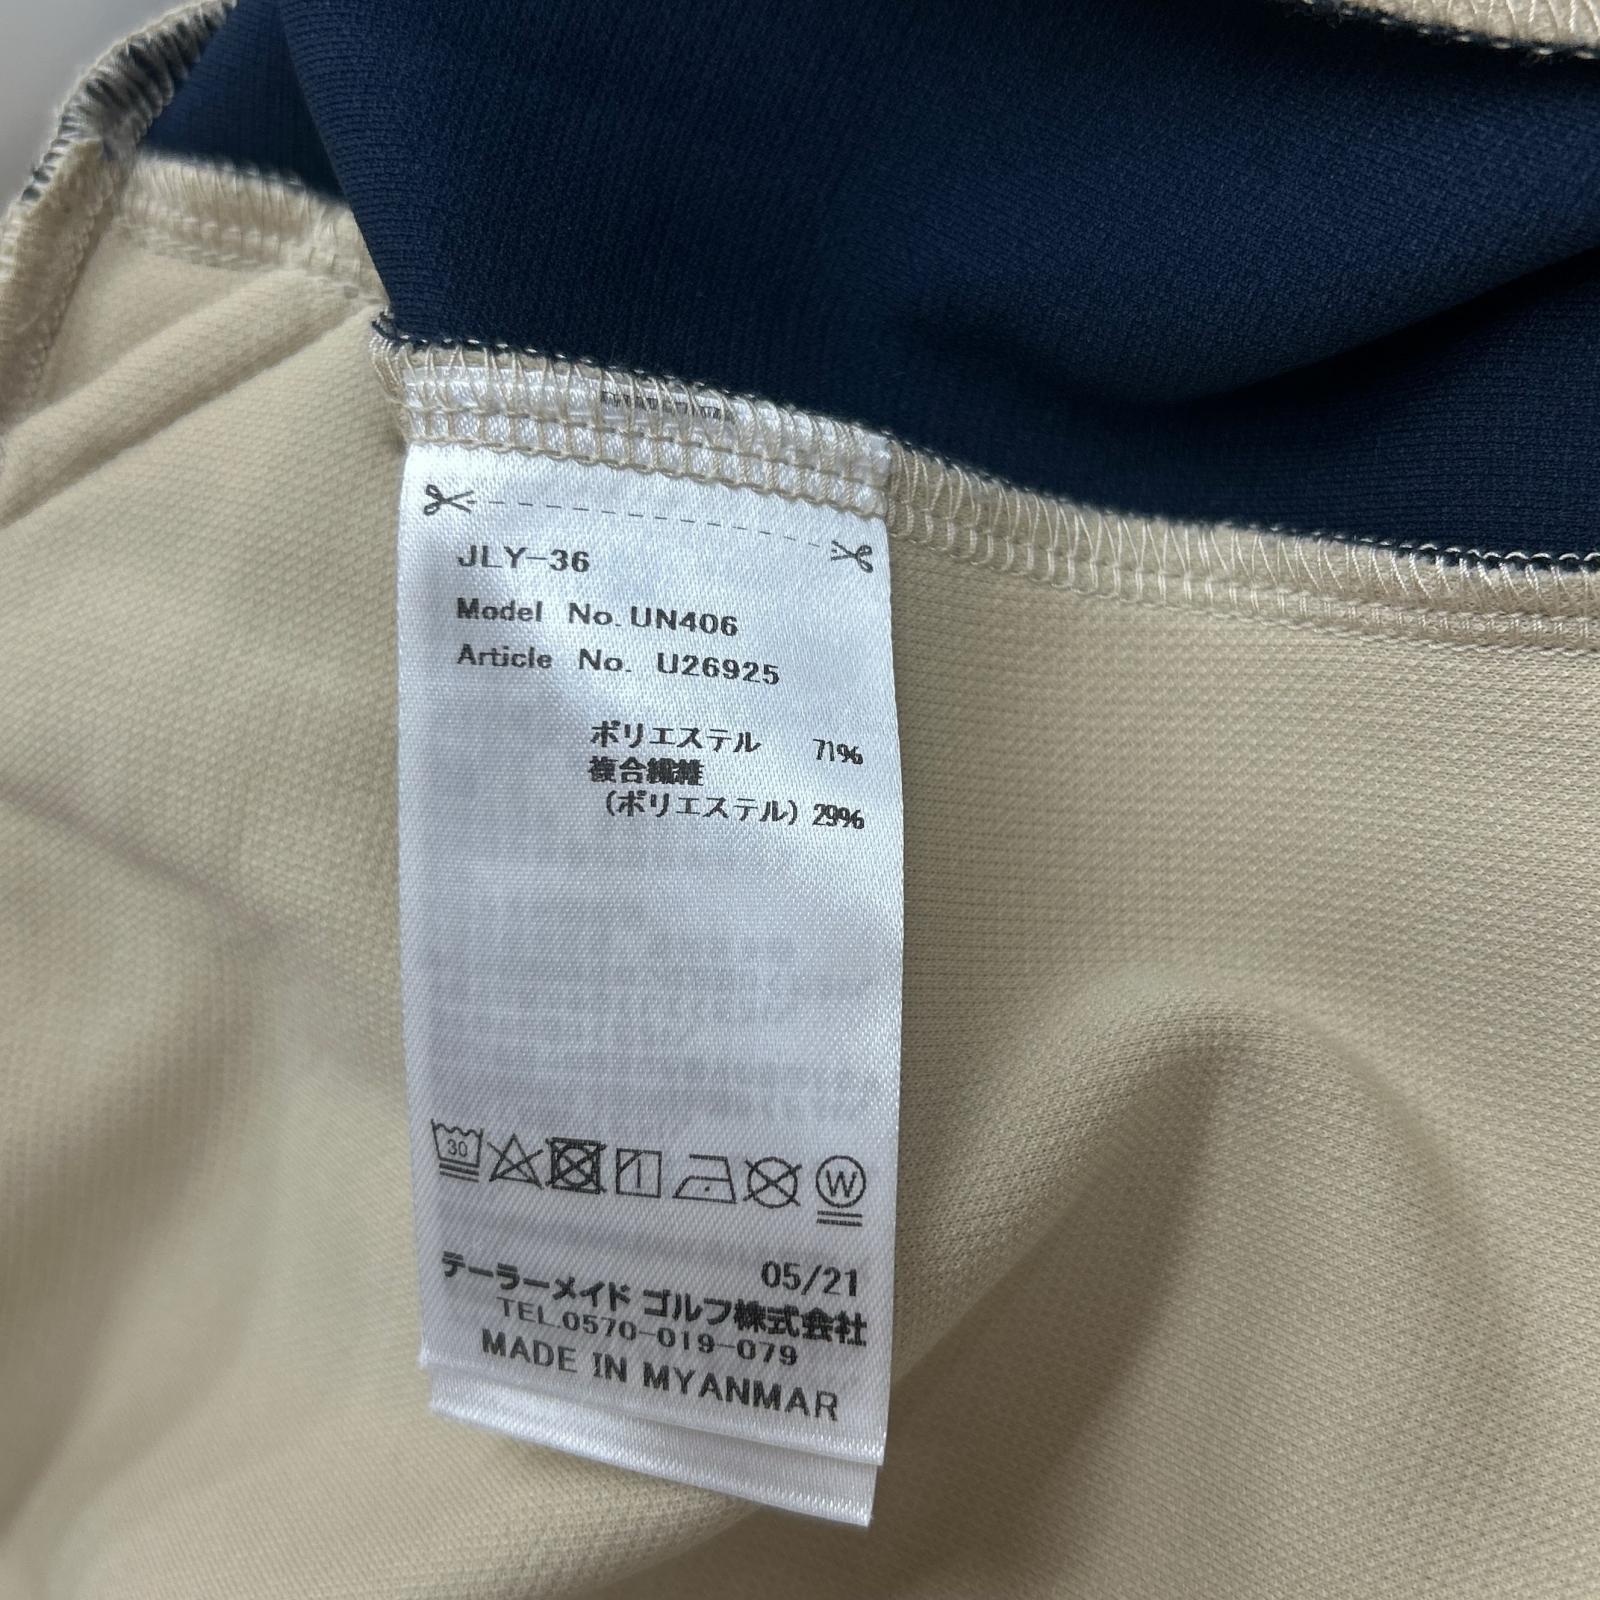 JLY-36
Model No. UN406
Article No. U26925
ポリエステル 71%
複合繊維
(ポリエステル) 29%
30
W
05/21
テーラーメイド ゴルフ株式会社
TEL.0570-019-079
MADE IN MYANMAR